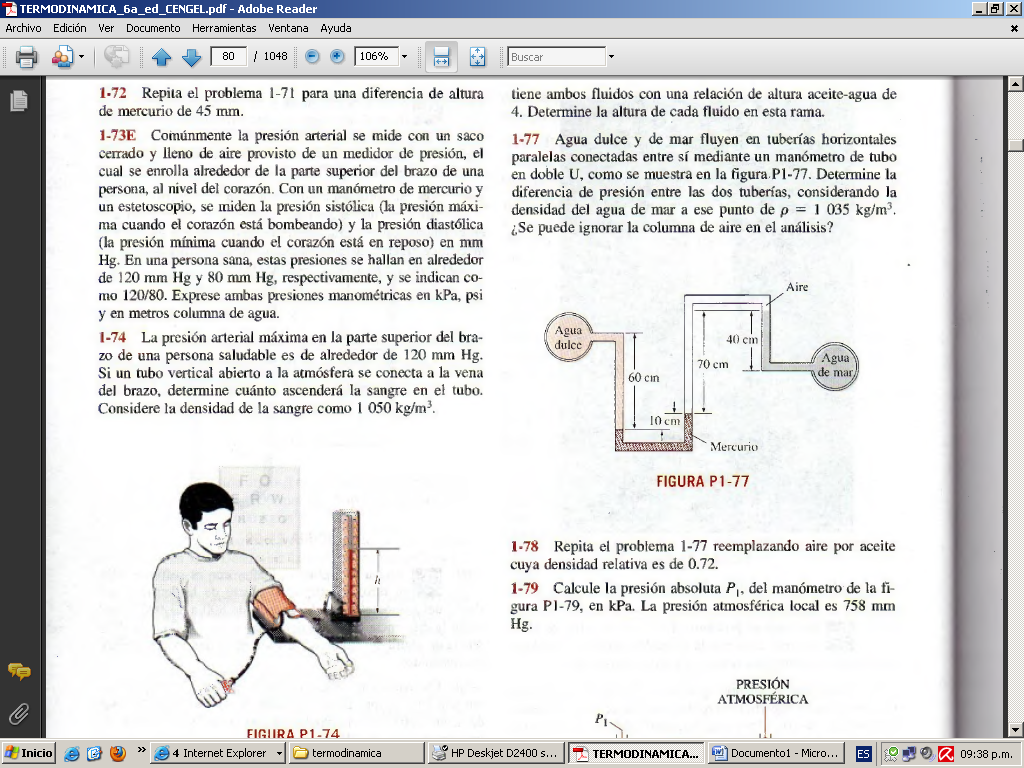 TERMODINAMICA_6a_ed_CENGEL.pdf - Adobe Reader
Archivo Edición Ver Documento Herramientas Ventana Ayuda
80 / 1048 106% Buscar
1-72 Repita el problema 1-71 para una diferencia de altura
de mercurio de 45 mm.
1-73E Comúnmente la presión arterial se mide con un saco
cerrado y lleno de aire provisto de un medidor de presión, el
cual se enrolla alrededor de la parte superior del brazo de una
persona, al nivel del corazón. Con un manómetro de mercurio y
un estetoscopio, se miden la presión sistólica (la presión máxi-
ma cuando el corazón está bombeando) y la presión diastólica
(la presión mínima cuando el corazón está en reposo) en mm
Hg. En una persona sana, estas presiones se hallan en alrededor
de 120 mm Hg y 80 mm Hg, respectivamente, y se indican co-
mo 120/80. Exprese ambas presiones manométricas en kPa, psi
y en metros columna de agua.
1-74 La presión arterial máxima en la parte superior del bra-
zo de una persona saludable es de alrededor de 120 mm Hg.
Si un tubo vertical abierto a la atmósfera se conecta a la vena
del brazo, determine cuánto ascenderá la sangre en el tubo.
Considere la densidad de la sangre como 1 050 kg/m³.
h
FIGURA P1-74
tiene ambos fluidos con una relación de altura aceite-agua de
4. Determine la altura de cada fluido en esta rama.
1-77 Agua dulce y de mar fluyen en tuberías horizontales
paralelas conectadas entre sí mediante un manómetro de tubo
en doble U, como se muestra en la figura P1-77. Determine la
diferencia de presión entre las dos tuberías, considerando la
densidad del agua de mar a ese punto de ρ = 1 035 kg/m³.
¿Se puede ignorar la columna de aire en el análisis?
Aire
Agua
dulce
40 cm
Agua
de mar
70 cm
60 cm
10 cm
Mercurio
FIGURA P1-77
1-78 Repita el problema 1-77 reemplazando aire por aceite
cuya densidad relativa es de 0.72.
1-79 Calcule la presión absoluta P₁, del manómetro de la fi-
gura P1-79, en kPa. La presión atmosférica local es 758 mm
Hg.
PRESIÓN
ATMOSFÉRICA
P₁
Inicio » 4 Internet Explorer termodinamica HP Deskjet D2400 s... TERMODINAMICA... Documento1 - Micro... ES 09:38 p.m.